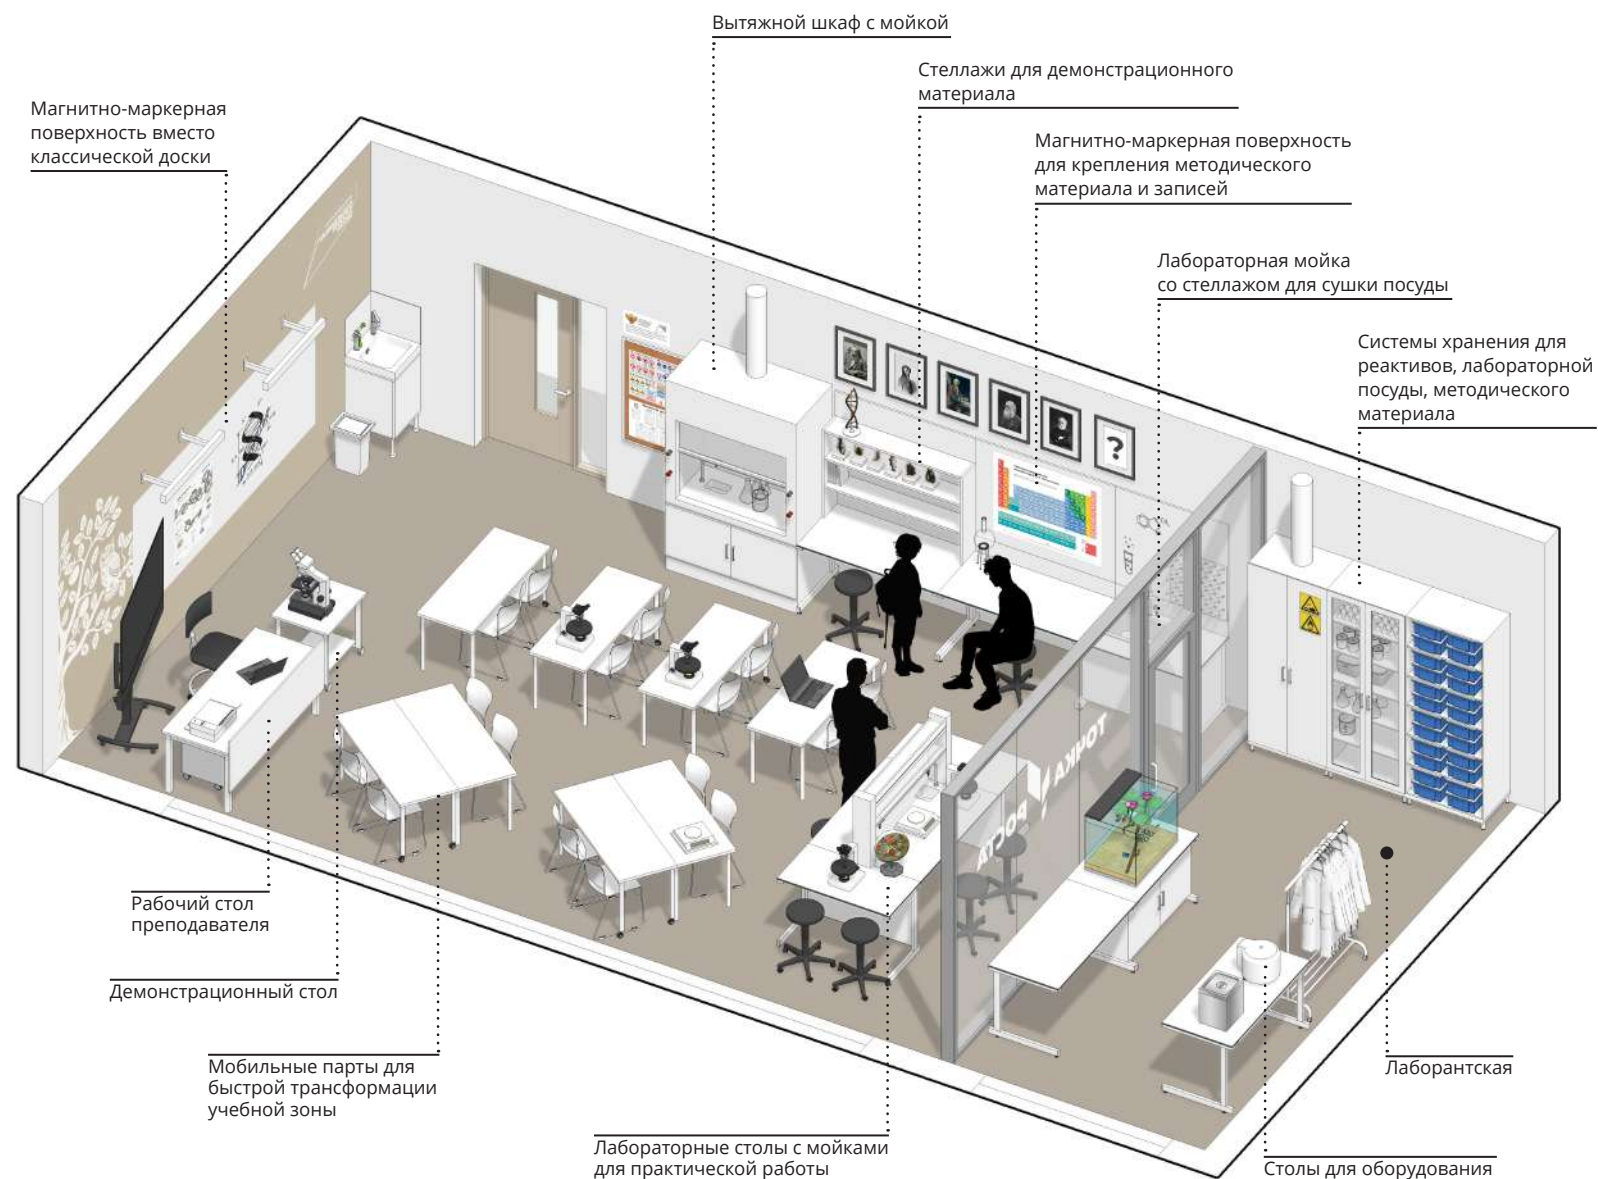 Вытяжной шкаф с мойкой
Стеллажи для демонстрационного
материала
Магнитно-маркерная
поверхность вместо
классической доски
Магнитно-маркерная поверхность
для крепления методического
материала и записей
Лабораторная мойка
со стеллажом для сушки посуды
Системы хранения для
реактивов, лабораторной
посуды, методического
материала
?
ТОЧКА
РОСТА
Рабочий стол
преподавателя
Демонстрационный стол
Мобильные парты для
быстрой трансформации
учебной зоны
Лаборантская
Лабораторные столы с мойками
для практической работы
Столы для оборудования